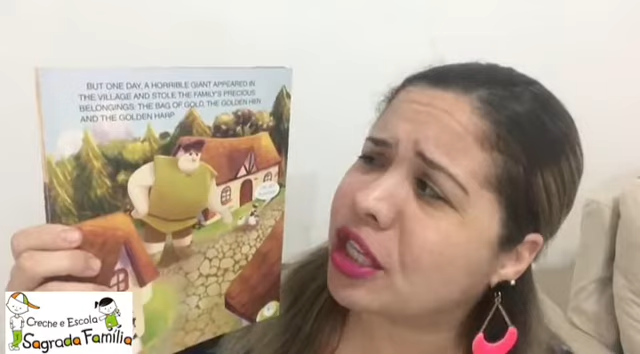 BUT ONE DAY, A HORRIBLE GIANT APPEARED IN
THE VILLAGE AND STOLE THE FAMILY'S PRECIOUS
BELONGINGS: THE BAG OF GOLD, THE GOLDEN HEN
AND THE GOLDEN HARP.
Creche e Escola
Sagrada Família